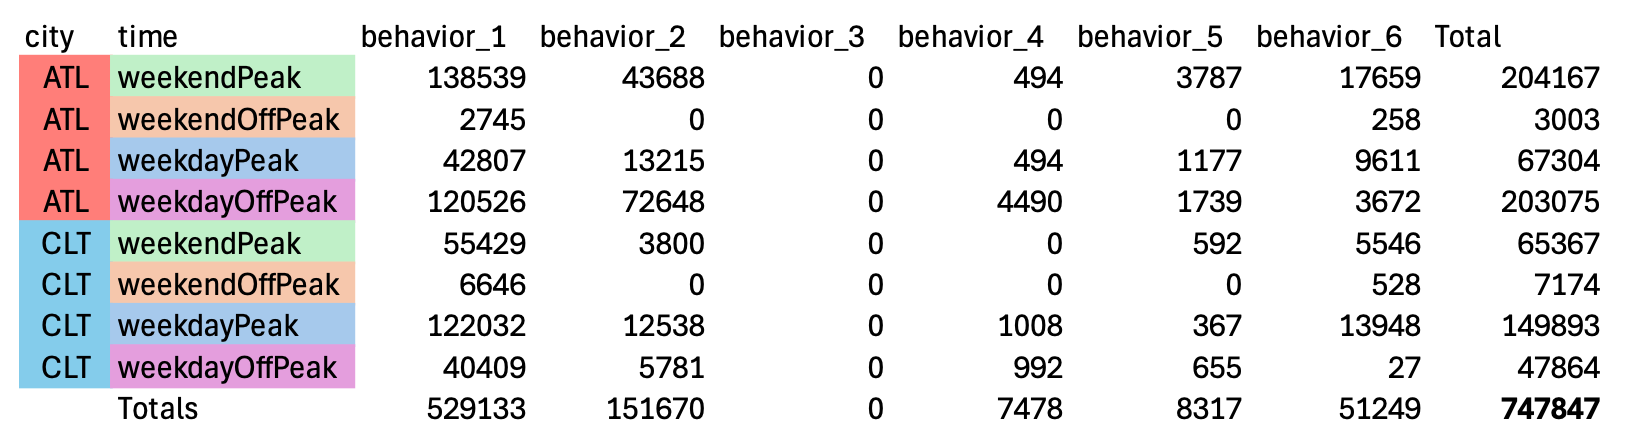 city time behavior_1 behavior_2 behavior_3 behavior_4 behavior_5 behavior_6 Total
ATL weekendPeak 138539 43688 0 494 3787 17659 204167
ATL weekendOffPeak 2745 0 0 0 0 258 3003
ATL weekdayPeak 42807 13215 0 494 1177 9611 67304
ATL weekdayOffPeak 120526 72648 0 4490 1739 3672 203075
CLT weekendPeak 55429 3800 0 0 592 5546 65367
CLT weekendOffPeak 6646 0 0 0 0 528 7174
CLT weekdayPeak 122032 12538 0 1008 367 13948 149893
CLT weekdayOffPeak 40409 5781 0 992 655 27 47864
Totals 529133 151670 0 7478 8317 51249 747847